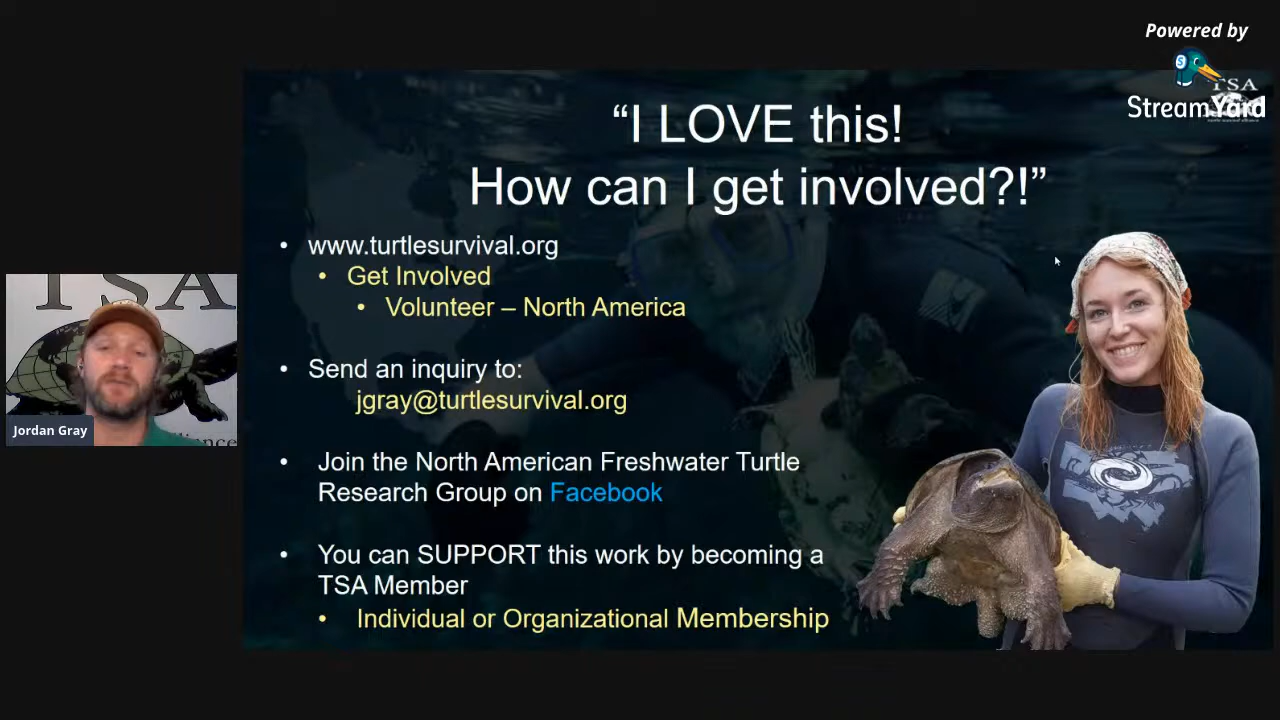 Powered by
StreamYard
TSA
“I LOVE this!
How can I get involved?!”
• www.turtlesurvival.org
• Get Involved
• Volunteer – North America
• Send an inquiry to:
jgray@turtlesurvival.org
• Join the North American Freshwater Turtle
Research Group on Facebook
• You can SUPPORT this work by becoming a
TSA Member
• Individual or Organizational Membership
TSA
Jordan Gray